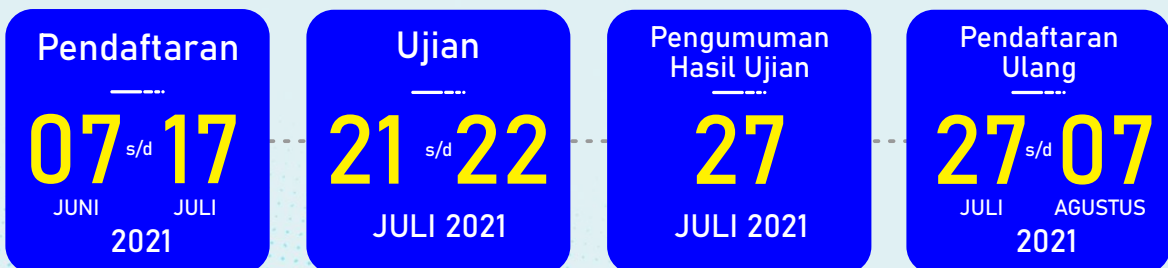 Pendaftaran
07 s/d 17
JUNI JULI
2021
Ujian
21 s/d 22
JULI 2021
Pengumuman
Hasil Ujian
27
JULI 2021
Pendaftaran
Ulang
27 s/d 07
JULI AGUSTUS
2021